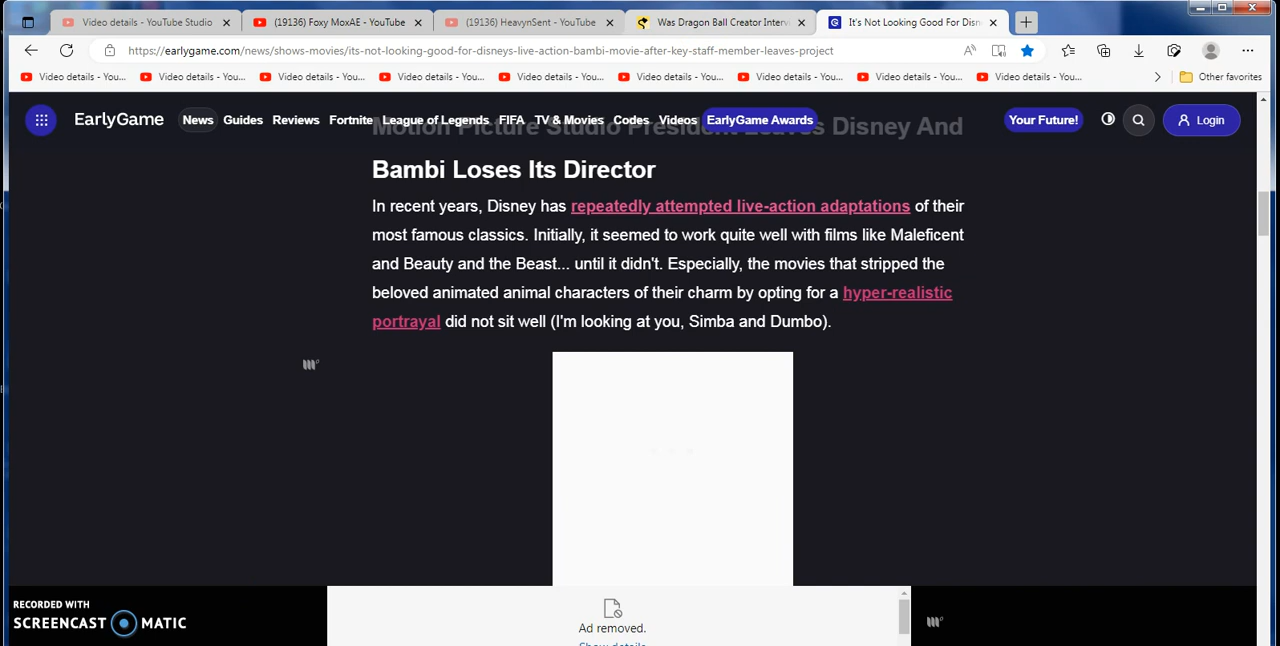 Video details - YouTube Studio
(19136) Foxy MoxAE - YouTube
(19136) HeavynSent - YouTube
Was Dragon Ball Creator Interv
It's Not Looking Good For Disn
https://earlygame.com/news/shows-movies/its-not-looking-good-for-disneys-live-action-bambi-movie-after-key-staff-member-leaves-project
Video details - You...
Video details - You...
Video details - You...
Video details - You...
Video details - You...
Video details - You...
Video details - You...
Video details - You...
Video details - You...
Other favorites
EarlyGame
News
Guides
Reviews
Fortnite
League of Legends
FIFA
TV & Movies
Codes
Videos
EarlyGame Awards
Your Future!
Login
Motion Picture Studio President Leaves Disney And
Bambi Loses Its Director
In recent years, Disney has repeatedly attempted live-action adaptations of their
most famous classics. Initially, it seemed to work quite well with films like Maleficent
and Beauty and the Beast... until it didn't. Especially, the movies that stripped the
beloved animated animal characters of their charm by opting for a hyper-realistic
portrayal did not sit well (I'm looking at you, Simba and Dumbo).
RECORDED WITH
SCREENCAST MATIC
Ad removed.
Show details